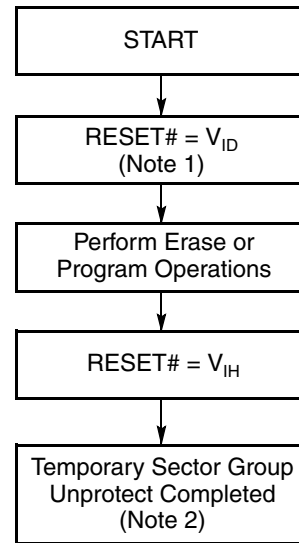 START
RESET# = VID
(Note 1)
Perform Erase or
Program Operations
RESET# = VIH
Temporary Sector Group
Unprotect Completed
(Note 2)